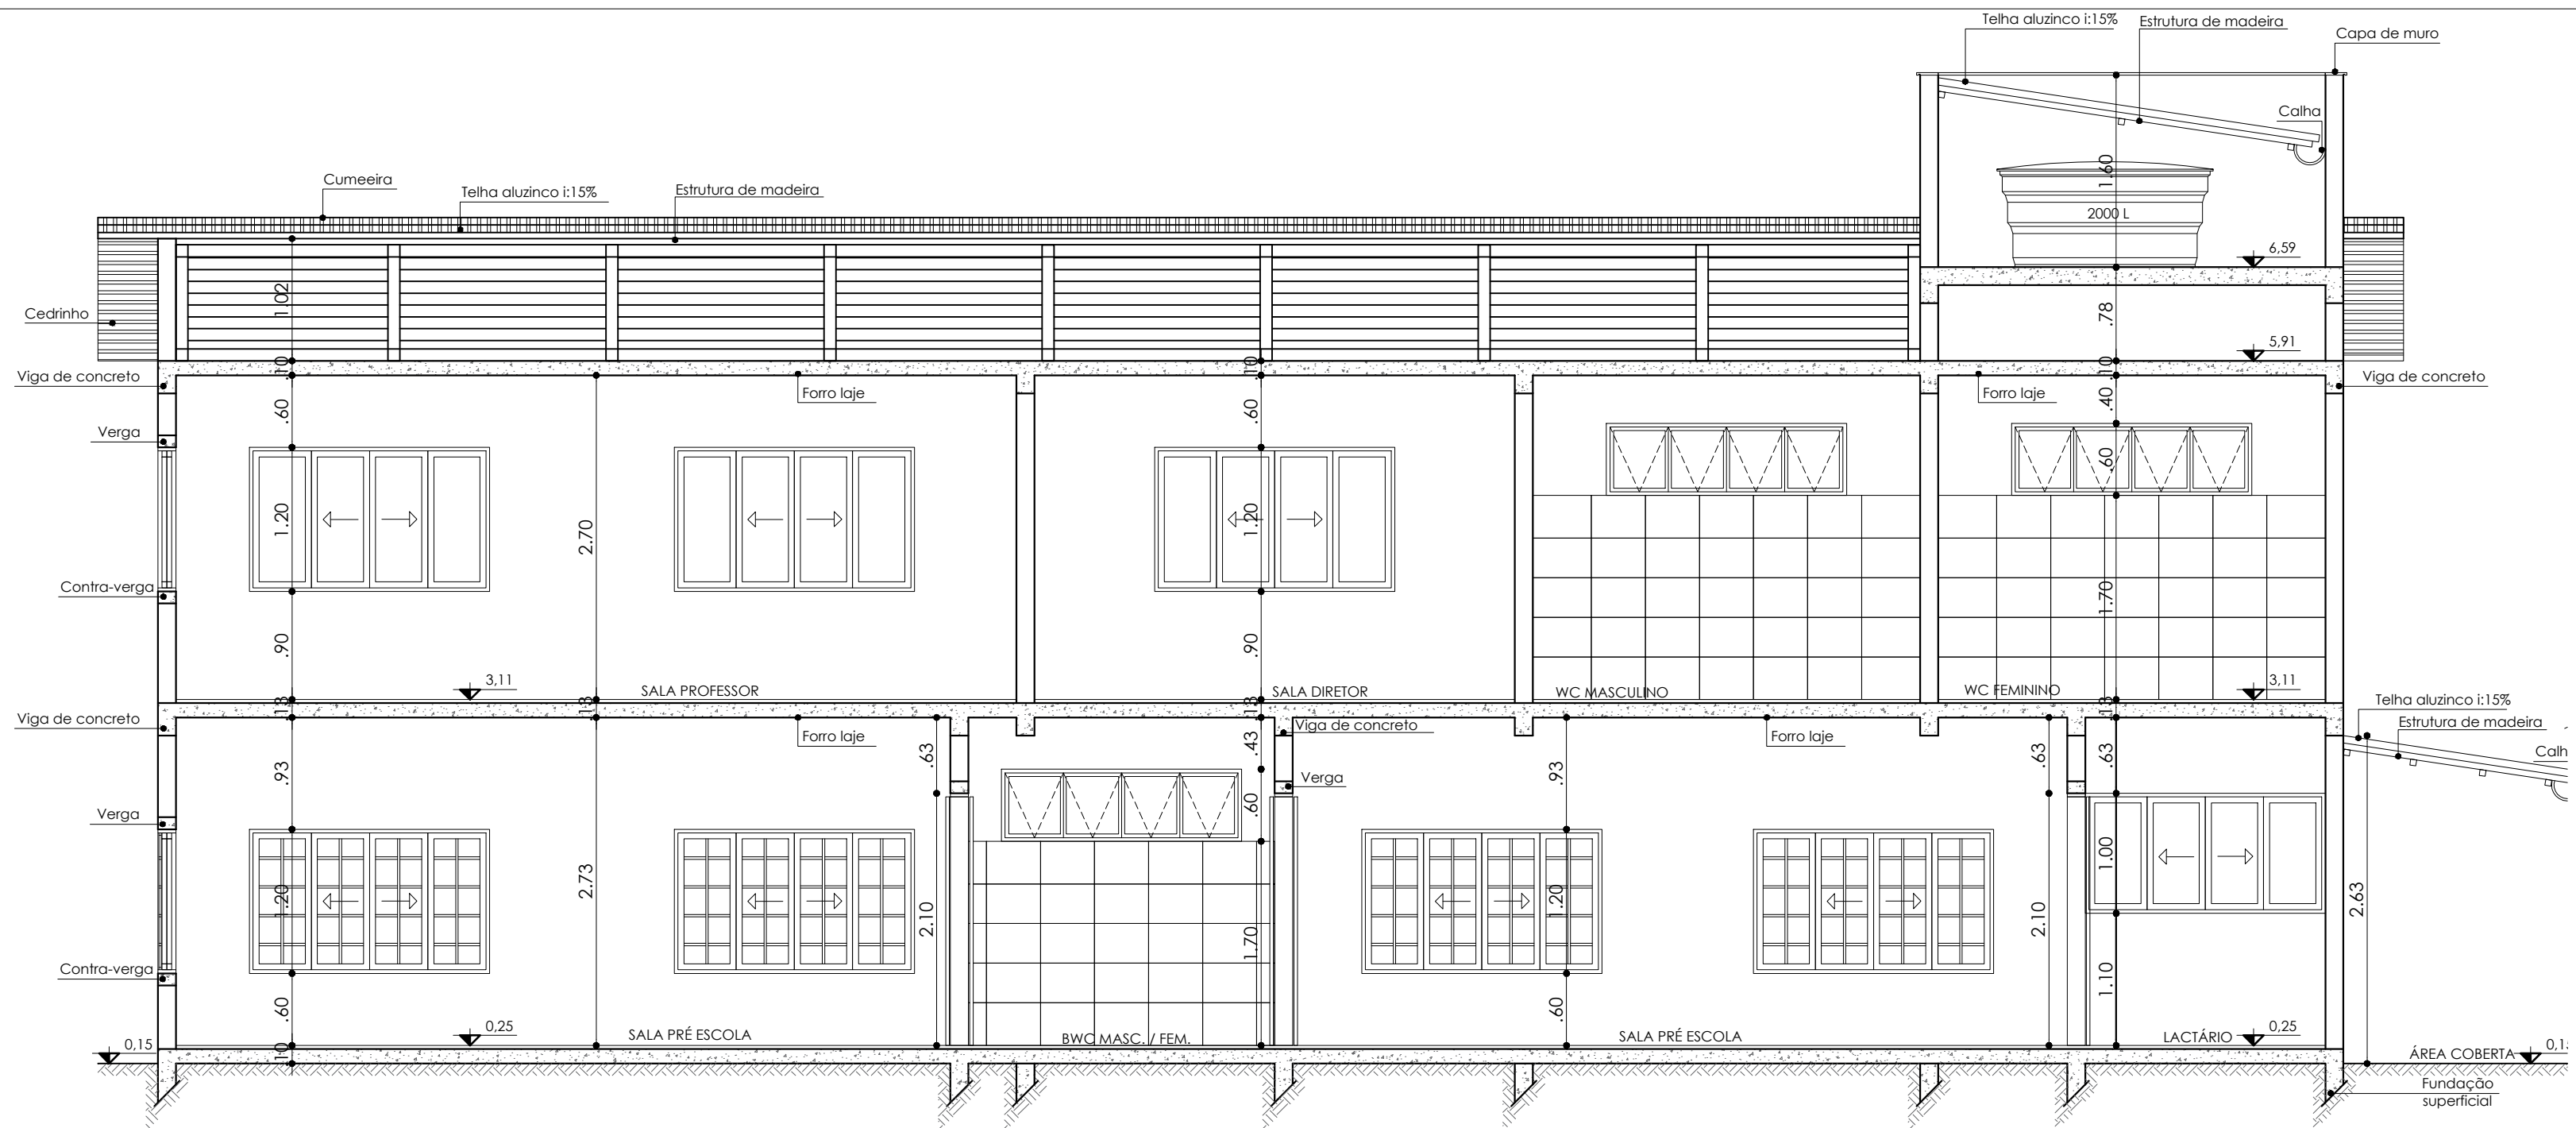 Telha aluzinco i:15%
Estrutura de madeira
Capa de muro
Calha
1.60
2000 L
6,59
Cumeeira
Telha aluzinco i:15%
Estrutura de madeira
Cedrinho
1.02
.78
5,91
Viga de concreto
.10
.10
.10
Forro laje
Forro laje
Viga de concreto
.60
.60
.40
Verga
.60
1.20
2.70
1.20
Contra-verga
1.70
.90
.90
3,11
SALA PROFESSOR
SALA DIRETOR
WC MASCULINO
WC FEMININO
3,11
.13
.13
.13
.13
Viga de concreto
Forro laje
.63
.43
Viga de concreto
Forro laje
.63
.63
Telha aluzinco i:15%
Estrutura de madeira
Calh
.93
.93
Verga
.60
Verga
1.20
2.73
2.10
1.70
1.20
2.10
1.00
2.63
Contra-verga
.60
.60
1.10
0,15
0,25
SALA PRÉ ESCOLA
BWC MASC. / FEM.
SALA PRÉ ESCOLA
LACTÁRIO
0,25
.10
ÁREA COBERTA
Fundação
superficial